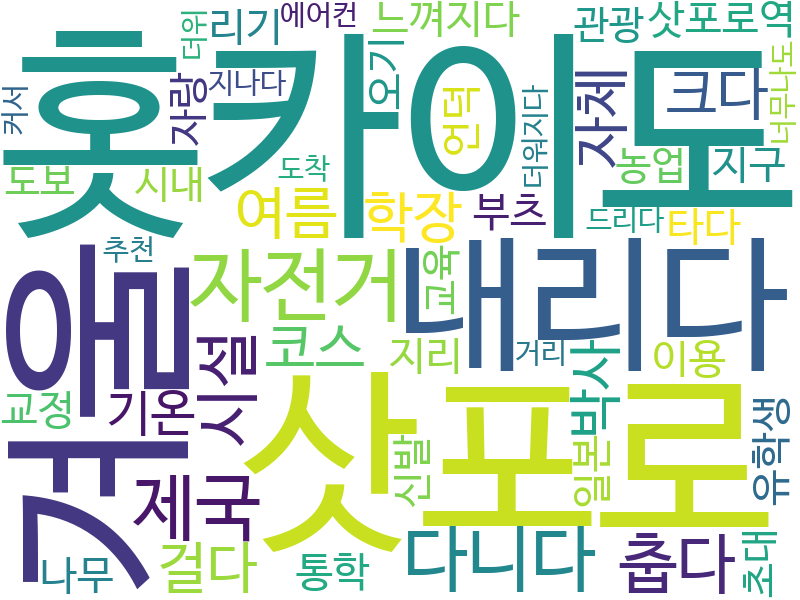 홋카이도
겨울
삿포로
내리다
에어컨
느껴지다
관광
삿포로역
더위
리기
지나다
오기
자랑
커서
언덕
자체
크다
너무나도
더워지다
도보
시내
도착
농업
지구
여름
학장
부츠
드리다
타다
추천
자전거
교육
시설
코스
지리
거리
박사
이용
교정
기온
신발
일본
유학생
제국
나무
걸다
통학
다니다
춥다
초대